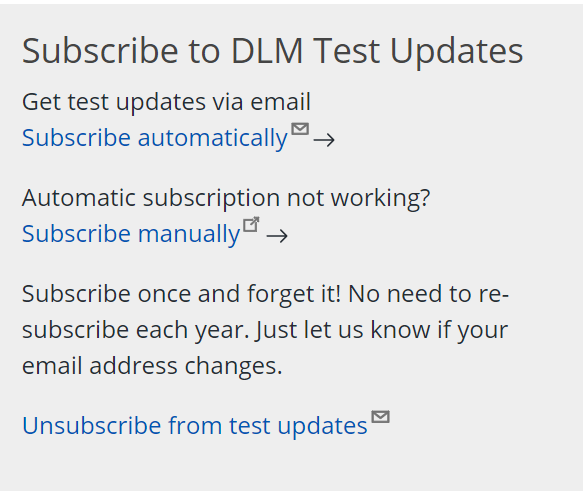 Subscribe to DLM Test Updates
Get test updates via email
Subscribe automatically
Automatic subscription not working?
Subscribe manually
Subscribe once and forget it! No need to re-
subscribe each year. Just let us know if your
email address changes.
Unsubscribe from test updates